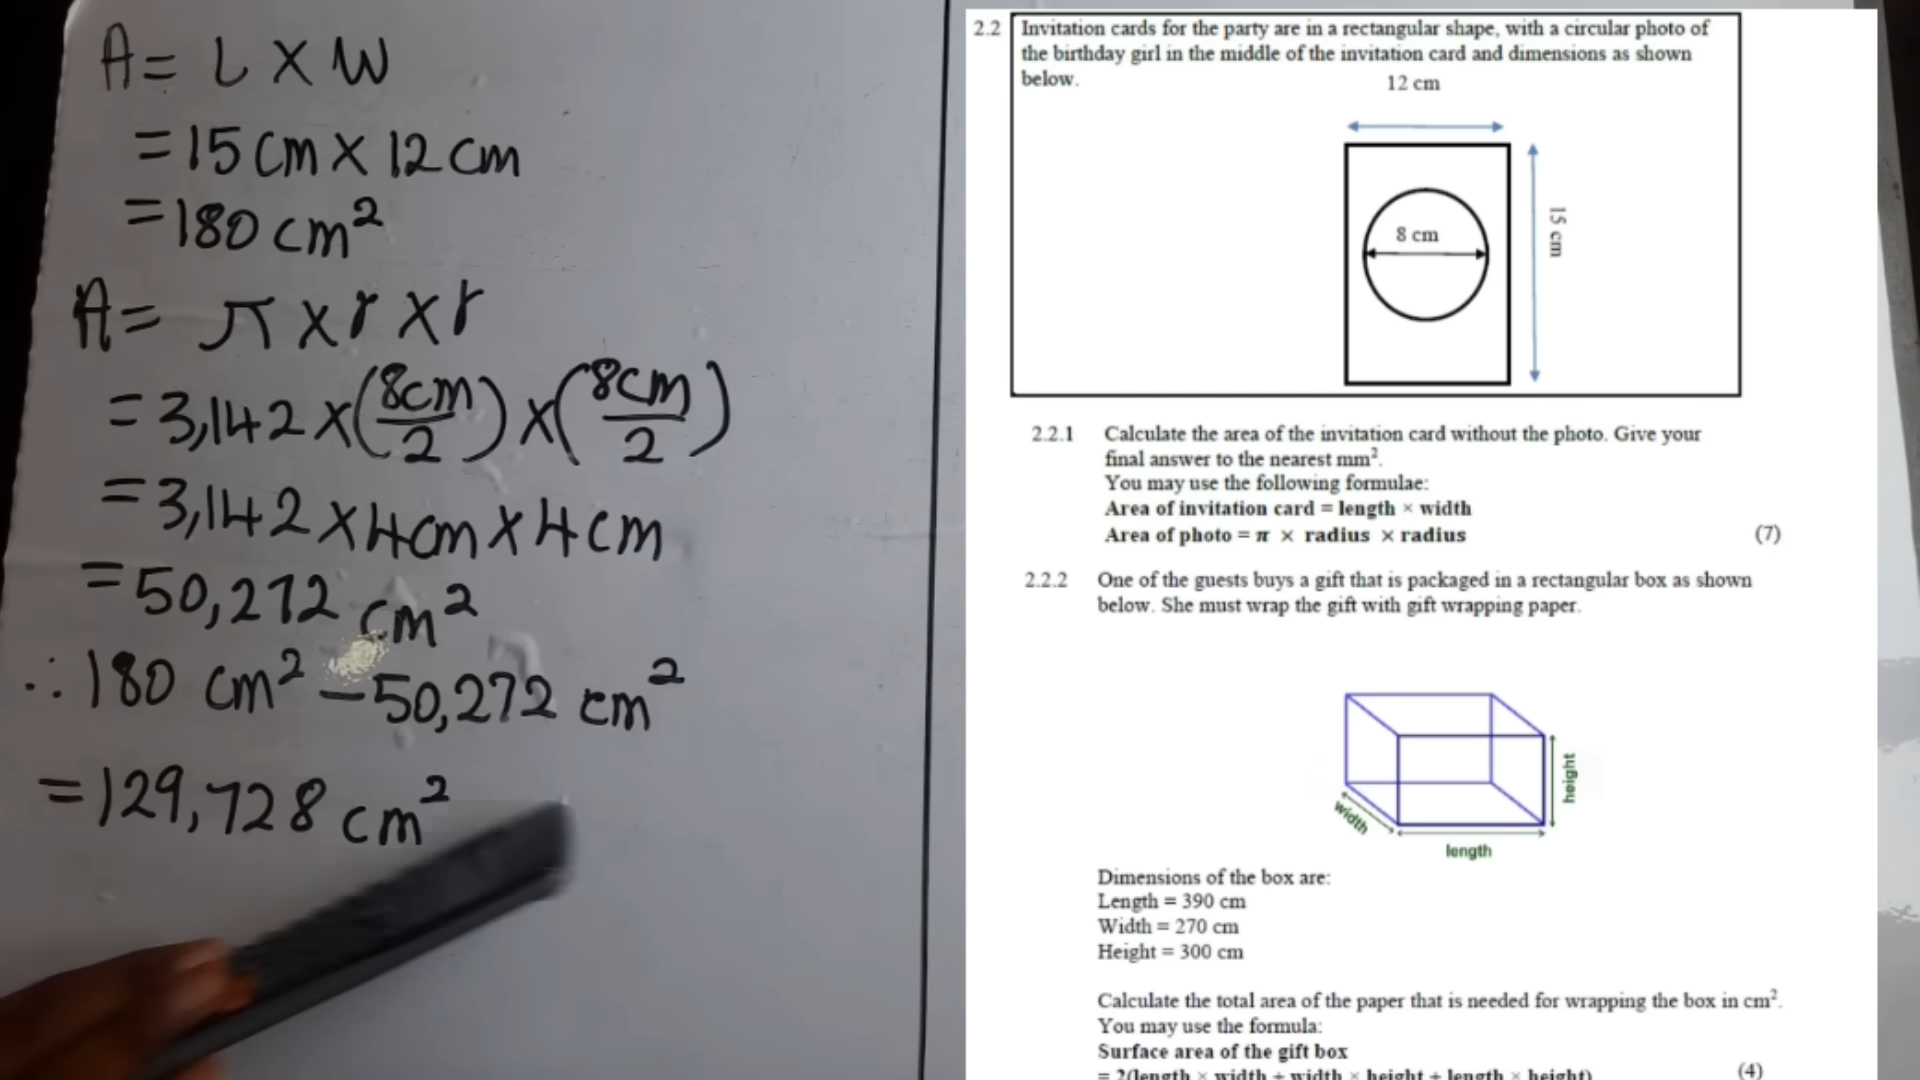 A = L X W
= 15 cm X 12 cm
= 180 cm²
A = π x r x r
= 3,142 x (8cm/2) x (8cm/2)
= 3,142 x 4cm x 4cm
= 50,272 cm²
∴ 180 cm² - 50,272 cm²
= 129,728 cm²
2.2 Invitation cards for the party are in a rectangular shape, with a circular photo of
the birthday girl in the middle of the invitation card and dimensions as shown
below.
12 cm
8 cm
15 cm
2.2.1 Calculate the area of the invitation card without the photo. Give your
final answer to the nearest mm².
You may use the following formulae:
Area of invitation card = length × width
Area of photo = π × radius × radius (7)
2.2.2 One of the guests buys a gift that is packaged in a rectangular box as shown
below. She must wrap the gift with gift wrapping paper.
height
width
length
Dimensions of the box are:
Length = 390 cm
Width = 270 cm
Height = 300 cm
Calculate the total area of the paper that is needed for wrapping the box in cm².
You may use the formula:
Surface area of the gift box
= 2(length × width + width × height + length × height) (4)